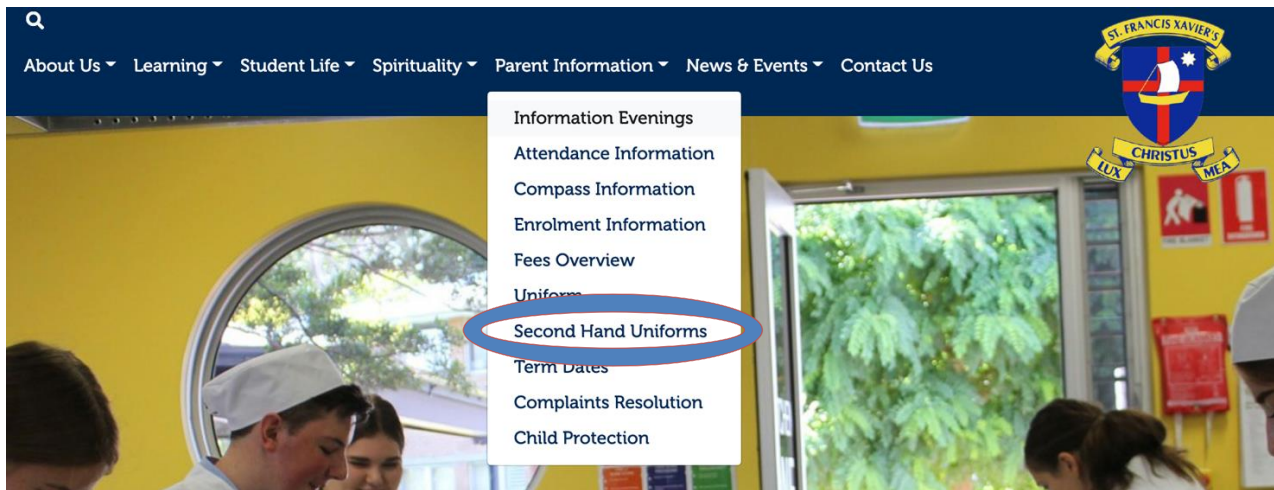 About Us Learning Student Life Spirituality Parent Information News & Events Contact Us
ST. FRANCIS XAVIER'S
LUX CHRISTUS MEA
Information Evenings
Attendance Information
Compass Information
Enrolment Information
Fees Overview
Uniform
Second Hand Uniforms
Term Dates
Complaints Resolution
Child Protection